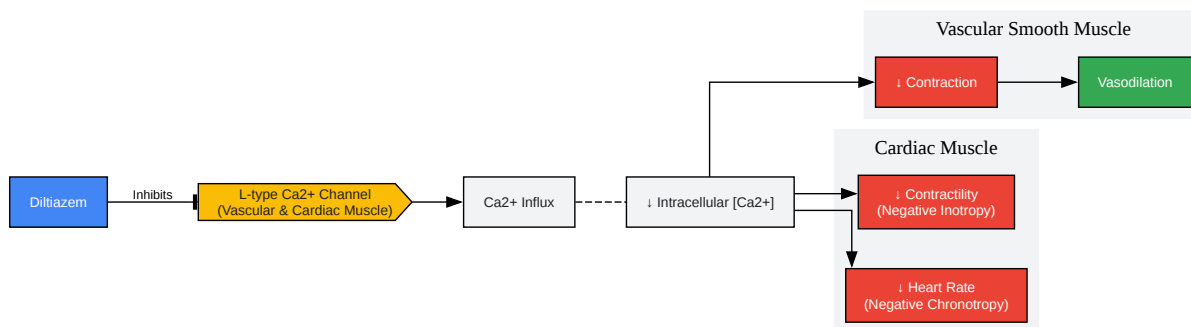 Vascular Smooth Muscle
↓ Contraction
Vasodilation
Cardiac Muscle
Diltiazem
Inhibits
L-type Ca2+ Channel
(Vascular & Cardiac Muscle)
Ca2+ Influx
↓ Intracellular [Ca2+]
↓ Contractility
(Negative Inotropy)
↓ Heart Rate
(Negative Chronotropy)